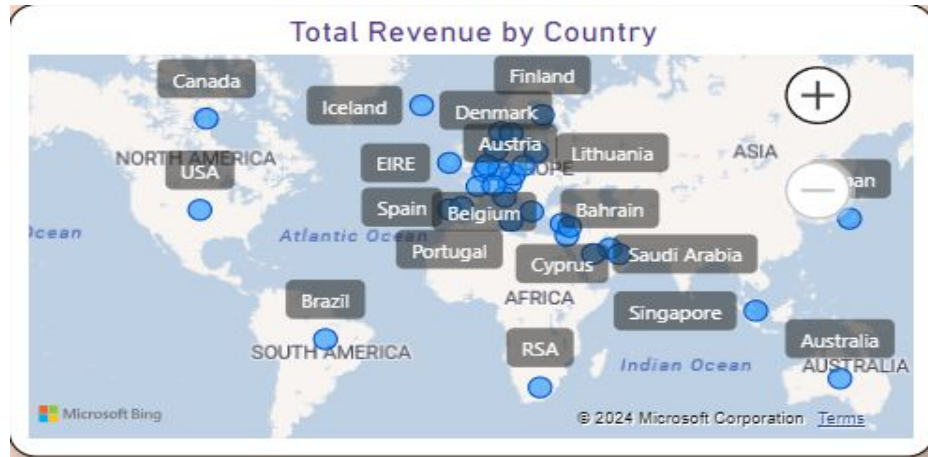 Total Revenue by Country
Canada
Finland
Iceland
Denmark
Austria
Lithuania
NORTH AMERICA
USA
EIRE
ASIA
Spain
Belgium
Bahrain
Ocean
Atlantic Ocean
Portugal
Cyprus
Saudi Arabia
AFRICA
Brazil
Singapore
SOUTH AMERICA
RSA
Australia
Indian Ocean
AUSTRALIA
Microsoft Bing
© 2024 Microsoft Corporation Terms